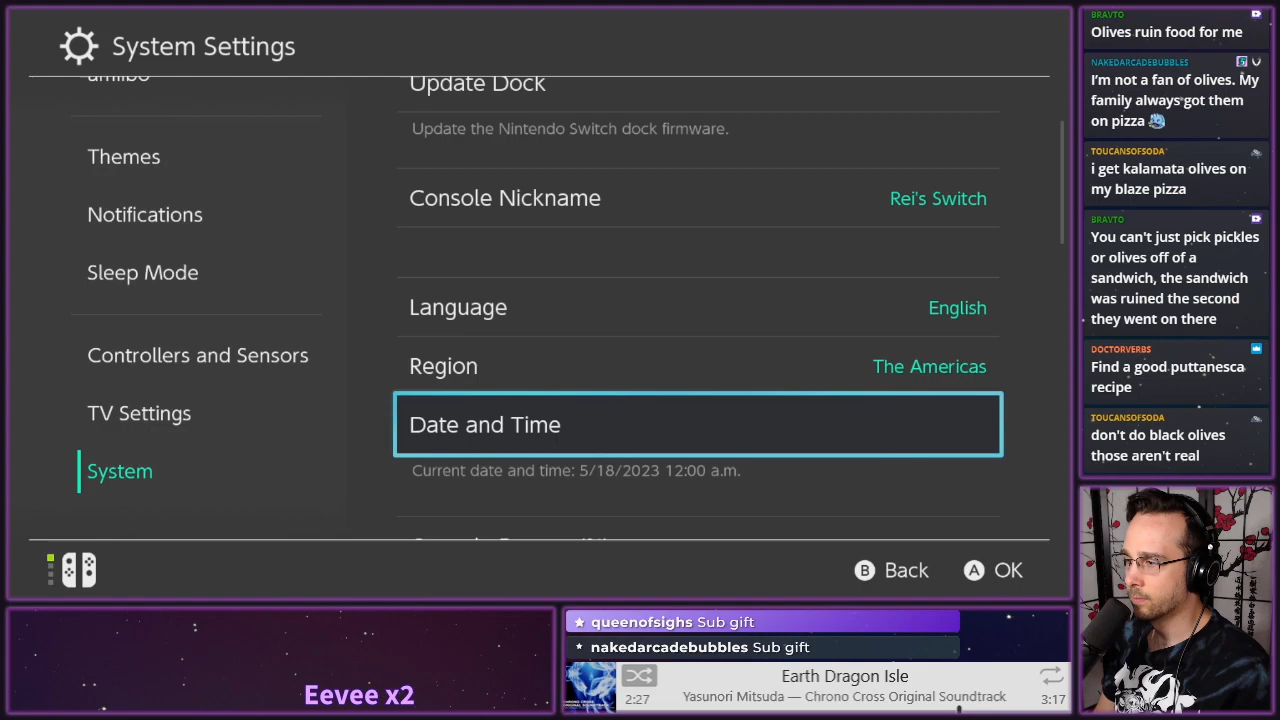 System Settings
amiibo
Themes
Notifications
Sleep Mode
Controllers and Sensors
TV Settings
System
Update Dock
Update the Nintendo Switch dock firmware.
Console Nickname
Rei's Switch
Language
English
Region
The Americas
Date and Time
Current date and time: 5/18/2023 12:00 a.m.
B Back
A OK
BRAVTO
Olives ruin food for me
NAKEDARCADEBUBBLES
I'm not a fan of olives. My
family always got them
on pizza
TOUCANSOFSODA
i get kalamata olives on
my blaze pizza
BRAVTO
You can't just pick pickles
or olives off of a
sandwich, the sandwich
was ruined the second
they went on there
DOCTORVERBS
Find a good puttanesca
recipe
TOUCANSOFSODA
don't do black olives
those aren't real
Eevee x2
queenofsighs Sub gift
nakedarcadebubbles Sub gift
Earth Dragon Isle
2:27
Yasunori Mitsuda — Chrono Cross Original Soundtrack
3:17